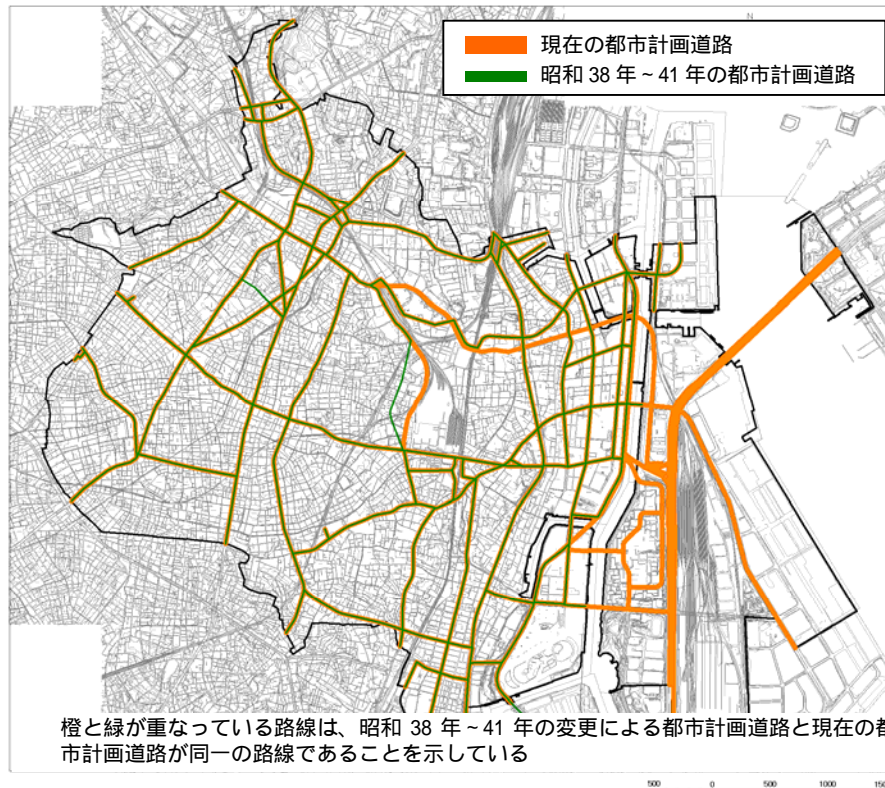 N
現在の都市計画道路
昭和 38 年～41 年の都市計画道路
橙と緑が重なっている路線は、昭和 38 年～41 年の変更による都市計画道路と現在の都
市計画道路が同一の路線であることを示している
500 0 500 1000 150